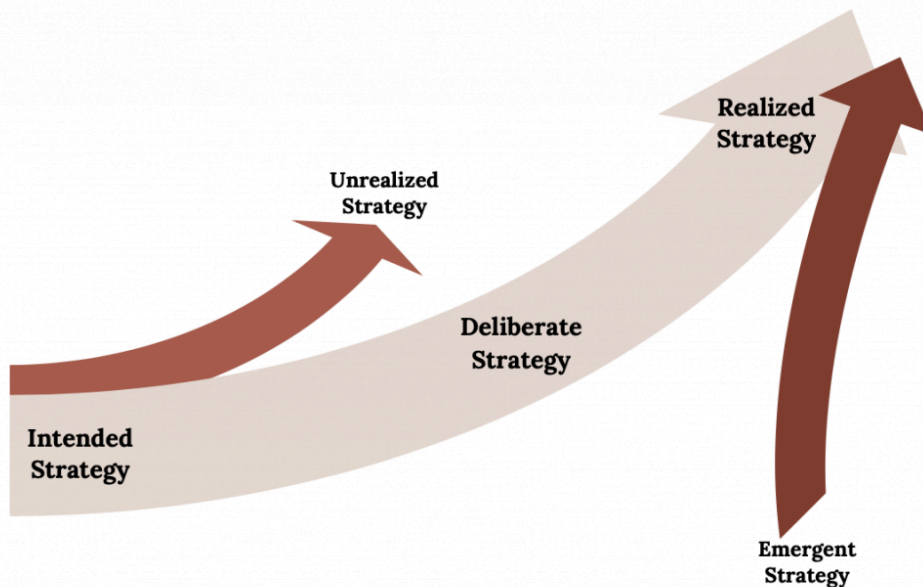 Realized
Strategy
Unrealized
Strategy
Deliberate
Strategy
Intended
Strategy
Emergent
Strategy